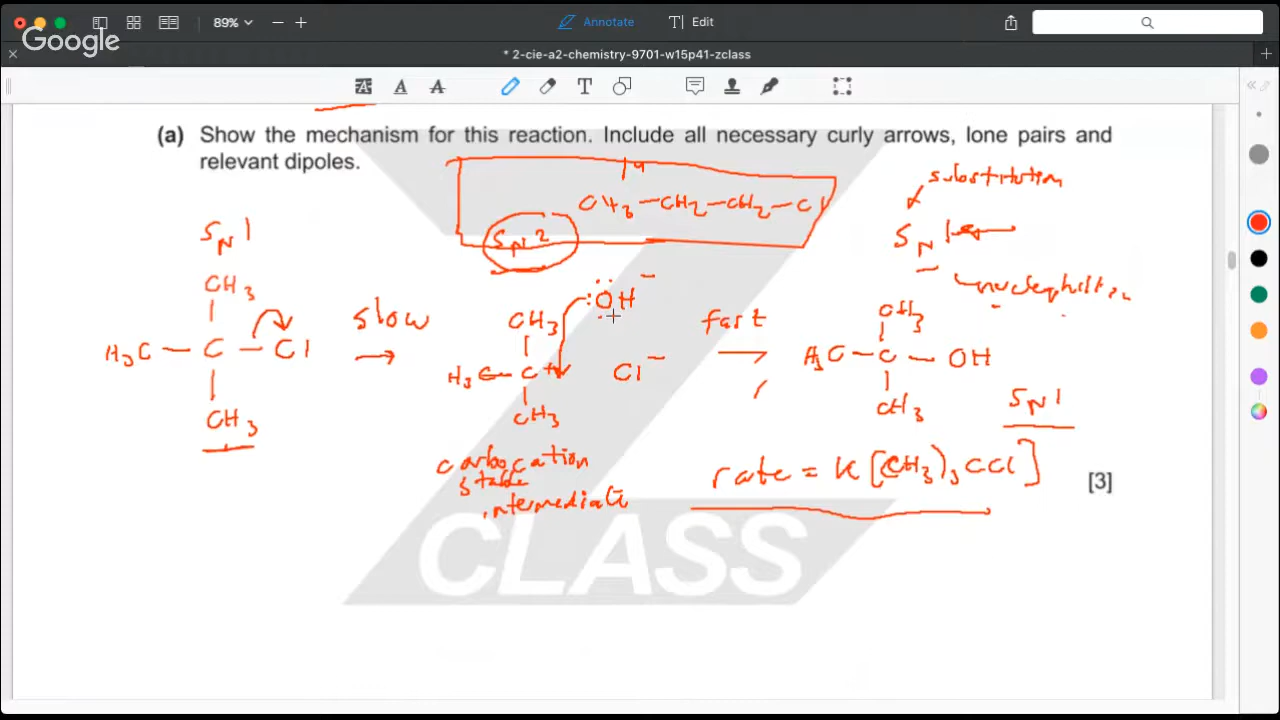 89%
Annotate
Edit
Google
* 2-cie-a2-chemistry-9701-w15p41-zclass
(a) Show the mechanism for this reaction. Include all necessary curly arrows, lone pairs and
relevant dipoles.
substitution
CH3 — CH2 — CH2 — Cl
SN2
SN1
SN1
nucleophilic
CH3
H3C — C — Cl
CH3
slow
:OH −
CH3
H3C — C +
CH3
Cl −
carbocation
stable
intermediate
fast
CH3
H3C — C — OH
CH3
SN1
rate = k [(CH3)3CCl]
[3]
CLASS